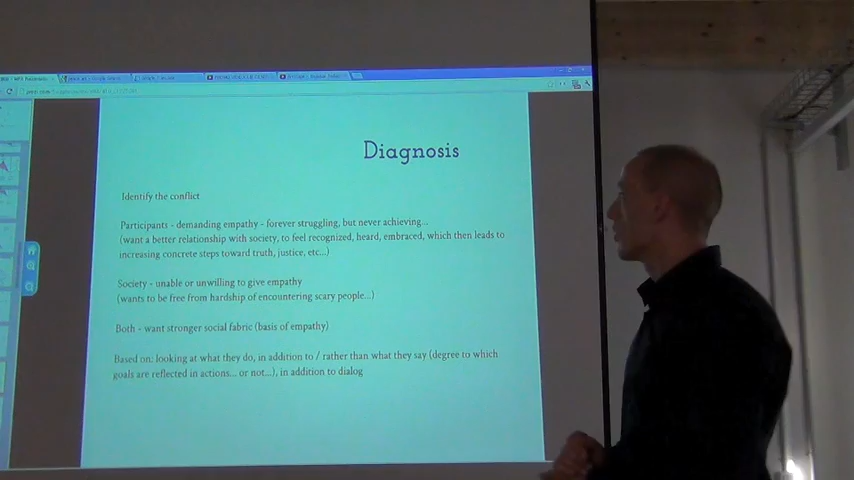 Diagnosis
Identify the conflict
Participants - demanding empathy - forever struggling, but never achieving...
(want a better relationship with society, to feel recognized, heard, embraced, which then leads to
increasing concrete steps toward truth, justice, etc...)
Society - unable or unwilling to give empathy
(wants to be free from hardship of encountering scary people...)
Both - want stronger social fabric (basis of empathy)
Based on: looking at what they do, in addition to / rather than what they say (degree to which
goals are reflected in actions... or not...), in addition to dialog